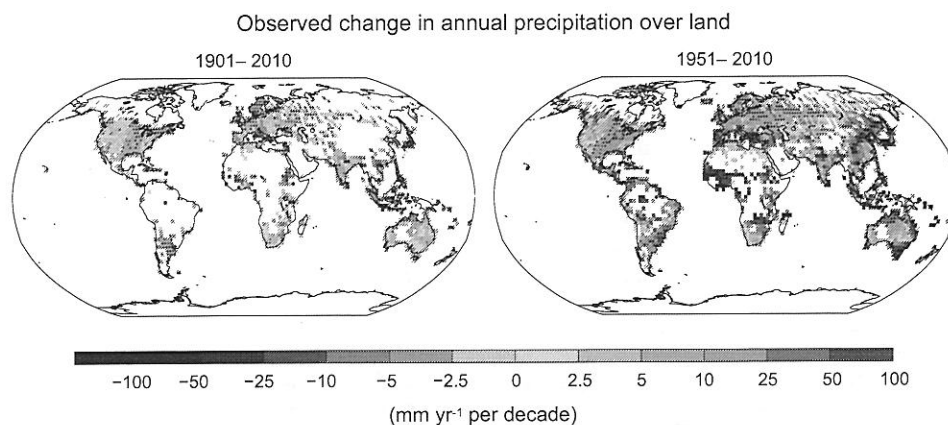 Observed change in annual precipitation over land
1901– 2010
1951– 2010
−100 −50 −25 −10 −5 −2.5 0 2.5 5 10 25 50 100
(mm yr⁻¹ per decade)